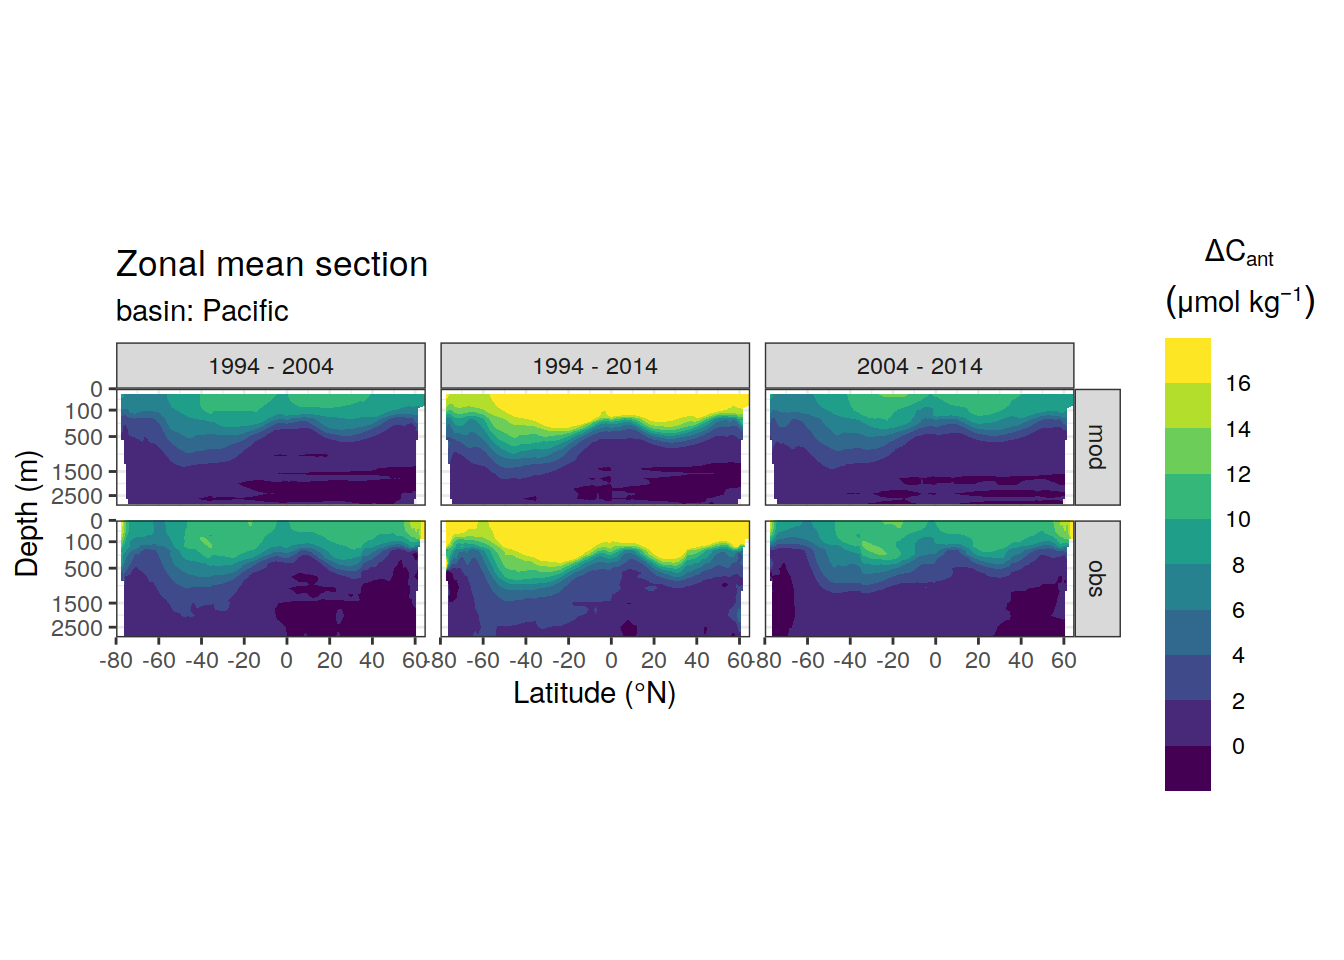 Zonal mean section
basin: Pacific
1994 - 2004
1994 - 2014
2004 - 2014
0
100
500
1500
2500
mod
0
100
500
1500
2500
obs
-80 -60 -40 -20 0 20 40 60
-80 -60 -40 -20 0 20 40 60
-80 -60 -40 -20 0 20 40 60
Latitude (°N)
Depth (m)
ΔCant
(μmol kg⁻¹)
16
14
12
10
8
6
4
2
0